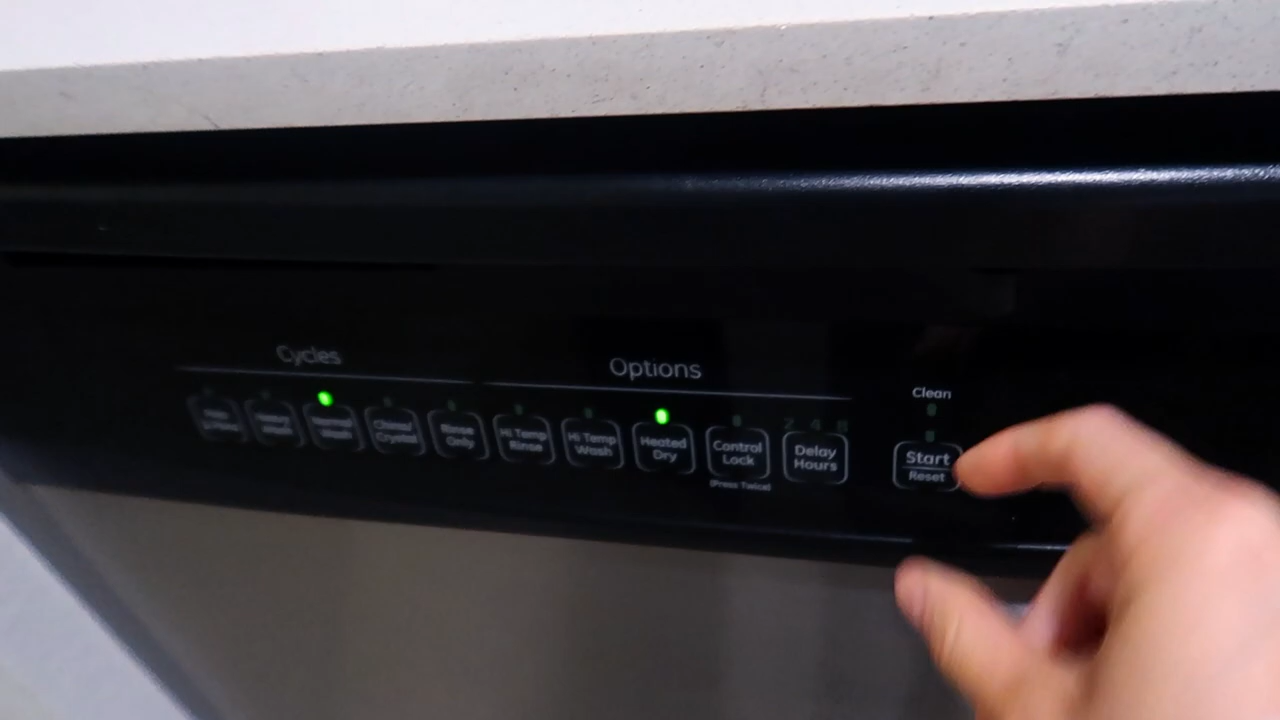 Cycles
Options
Clean
Normal
Wash
China/
Crystal
Rinse
Only
Hi Temp
Rinse
Hi Temp
Wash
Heated
Dry
Control
Lock
(Press Twice)
2 4 8
Delay
Hours
Start
Reset